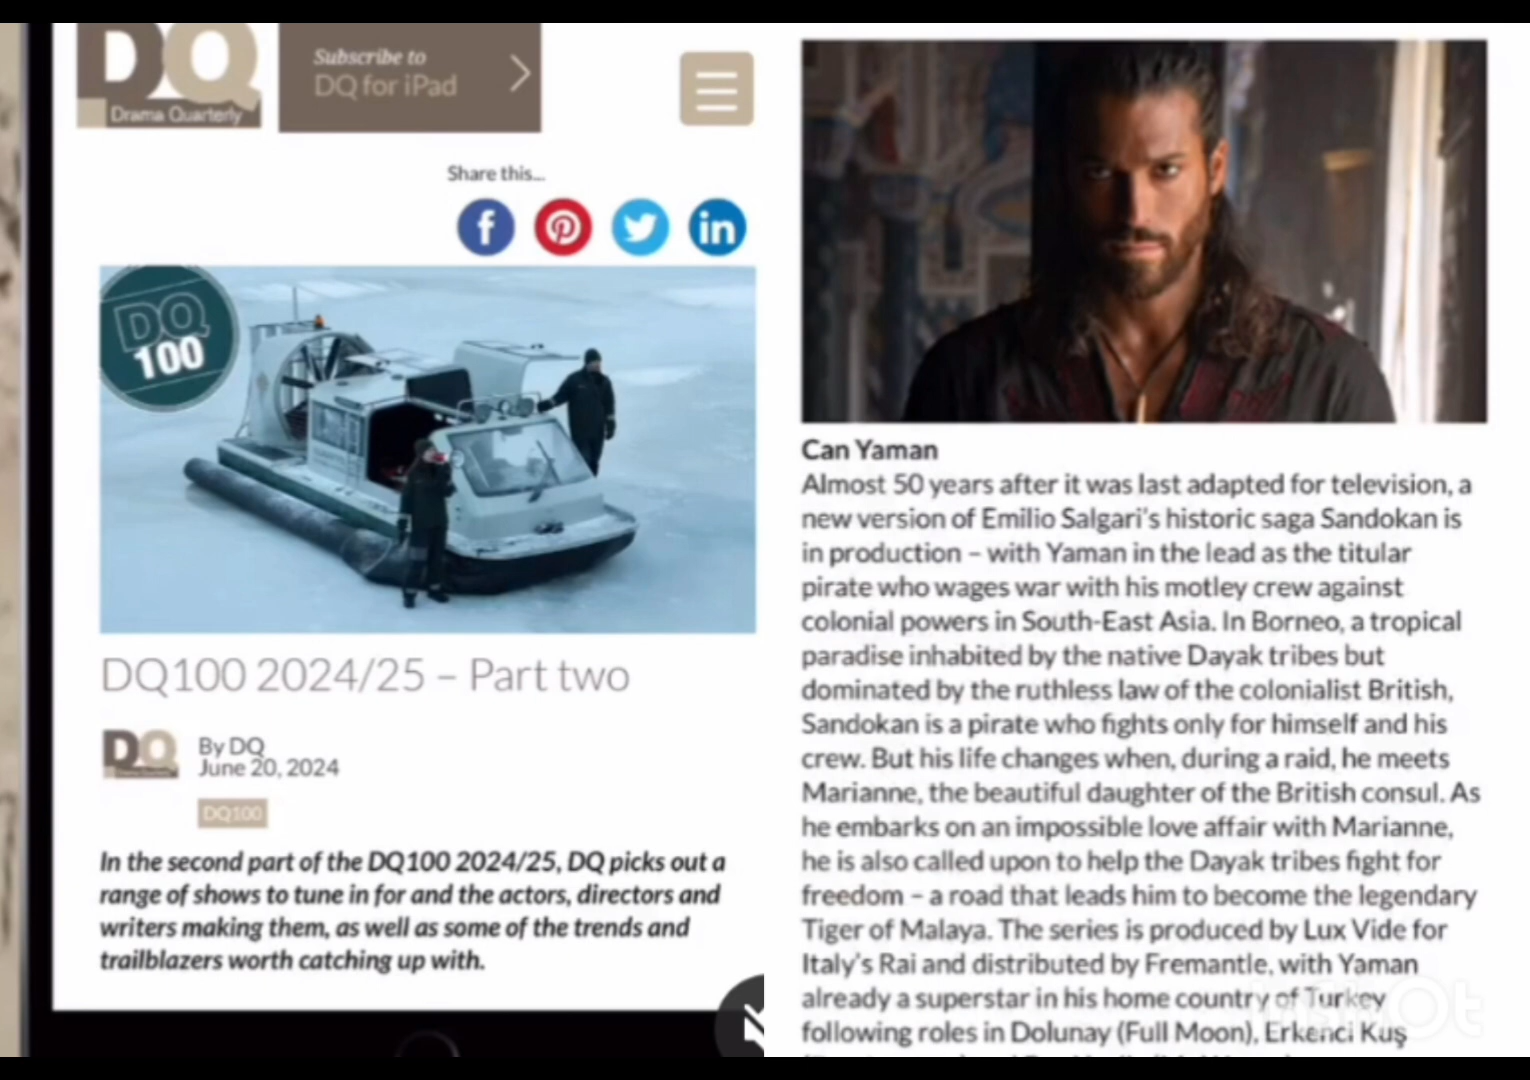 DQ
Drama Quarterly
Subscribe to
DQ for iPad
Share this...
DQ
100
DQ100 2024/25 – Part two
DQ
By DQ
June 20, 2024
DQ100
In the second part of the DQ100 2024/25, DQ picks out a
range of shows to tune in for and the actors, directors and
writers making them, as well as some of the trends and
trailblazers worth catching up with.
Can Yaman
Almost 50 years after it was last adapted for television, a
new version of Emilio Salgari's historic saga Sandokan is
in production – with Yaman in the lead as the titular
pirate who wages war with his motley crew against
colonial powers in South-East Asia. In Borneo, a tropical
paradise inhabited by the native Dayak tribes but
dominated by the ruthless law of the colonialist British,
Sandokan is a pirate who fights only for himself and his
crew. But his life changes when, during a raid, he meets
Marianne, the beautiful daughter of the British consul. As
he embarks on an impossible love affair with Marianne,
he is also called upon to help the Dayak tribes fight for
freedom – a road that leads him to become the legendary
Tiger of Malaya. The series is produced by Lux Vide for
Italy's Rai and distributed by Fremantle, with Yaman
already a superstar in his home country of Turkey
following roles in Dolunay (Full Moon), Erkenci Kuş